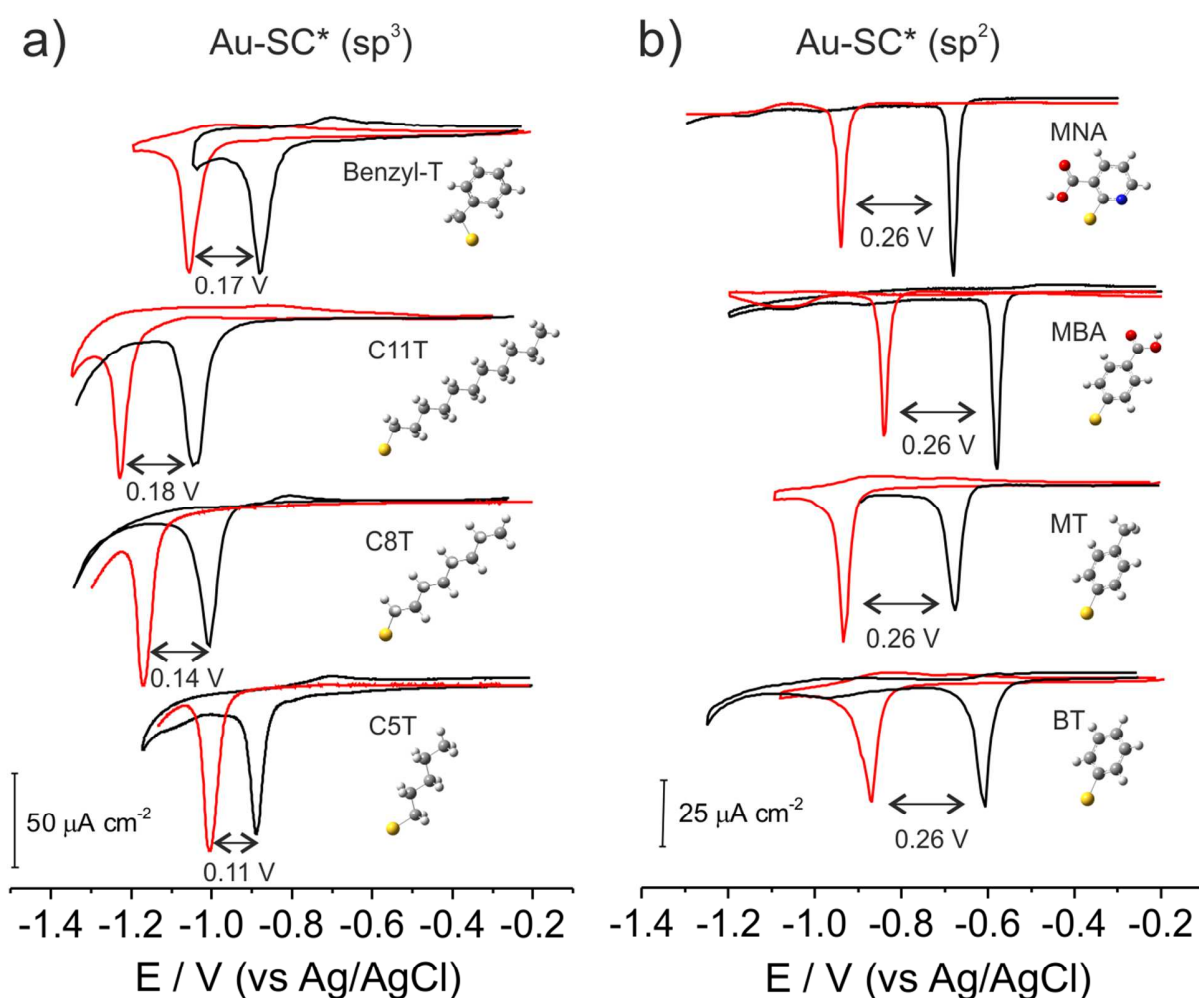 a)
Au-SC* (sp³)
Benzyl-T
0.17 V
C11T
0.18 V
C8T
0.14 V
C5T
0.11 V
50 µA cm⁻²
-1.4 -1.2 -1.0 -0.8 -0.6 -0.4 -0.2
E / V (vs Ag/AgCl)
b)
Au-SC* (sp²)
MNA
0.26 V
MBA
0.26 V
MT
0.26 V
BT
0.26 V
25 µA cm⁻²
-1.4 -1.2 -1.0 -0.8 -0.6 -0.4 -0.2
E / V (vs Ag/AgCl)